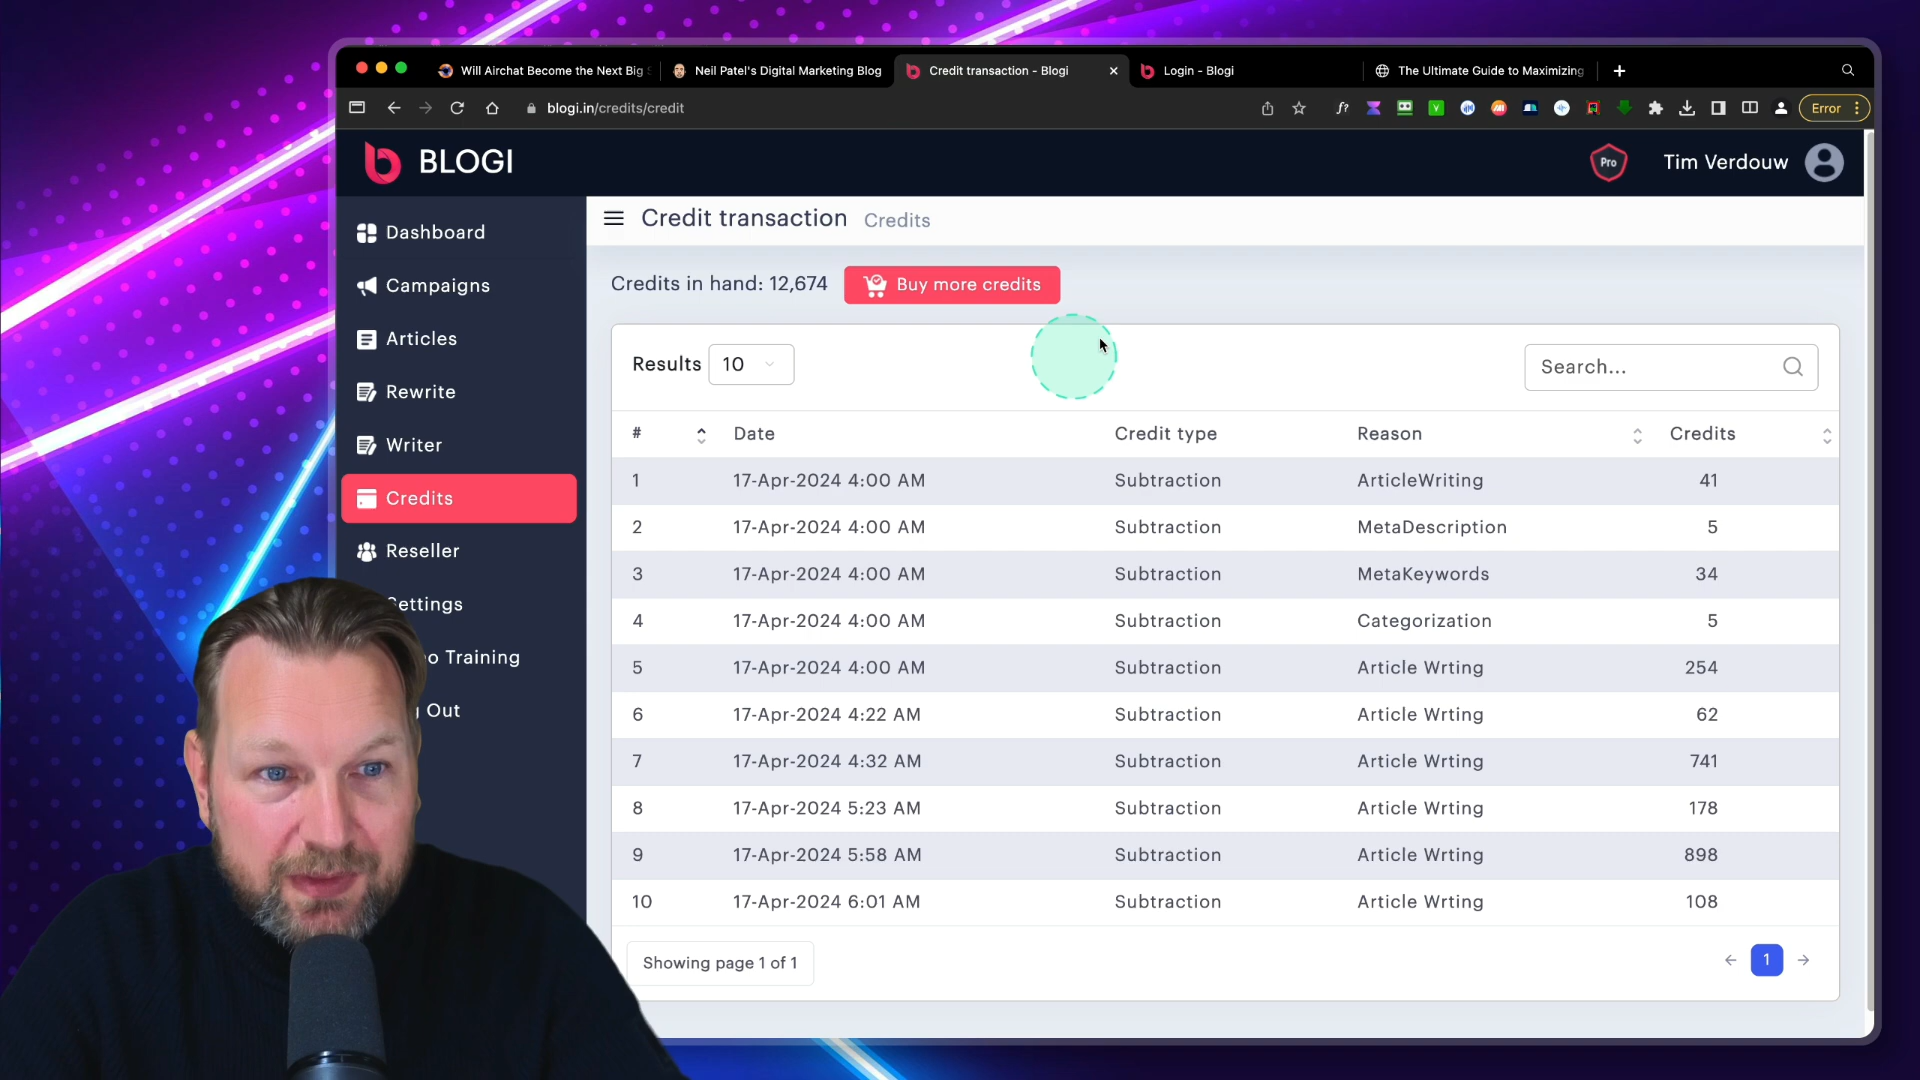 Will Airchat Become the Next Big
Neil Patel's Digital Marketing Blog
Credit transaction - Blogi
Login - Blogi
The Ultimate Guide to Maximizing
blogi.in/credits/credit
Error
BLOGI
Pro
Tim Verdouw
Dashboard
Campaigns
Articles
Rewrite
Writer
Credits
Reseller
Settings
o Training
Out
Credit transaction Credits
Credits in hand: 12,674 Buy more credits
Results 10 Search...
# Date Credit type Reason Credits
1 17-Apr-2024 4:00 AM Subtraction ArticleWriting 41
2 17-Apr-2024 4:00 AM Subtraction MetaDescription 5
3 17-Apr-2024 4:00 AM Subtraction MetaKeywords 34
4 17-Apr-2024 4:00 AM Subtraction Categorization 5
5 17-Apr-2024 4:00 AM Subtraction Article Wrting 254
6 17-Apr-2024 4:22 AM Subtraction Article Wrting 62
7 17-Apr-2024 4:32 AM Subtraction Article Wrting 741
8 17-Apr-2024 5:23 AM Subtraction Article Wrting 178
9 17-Apr-2024 5:58 AM Subtraction Article Wrting 898
10 17-Apr-2024 6:01 AM Subtraction Article Wrting 108
Showing page 1 of 1
1